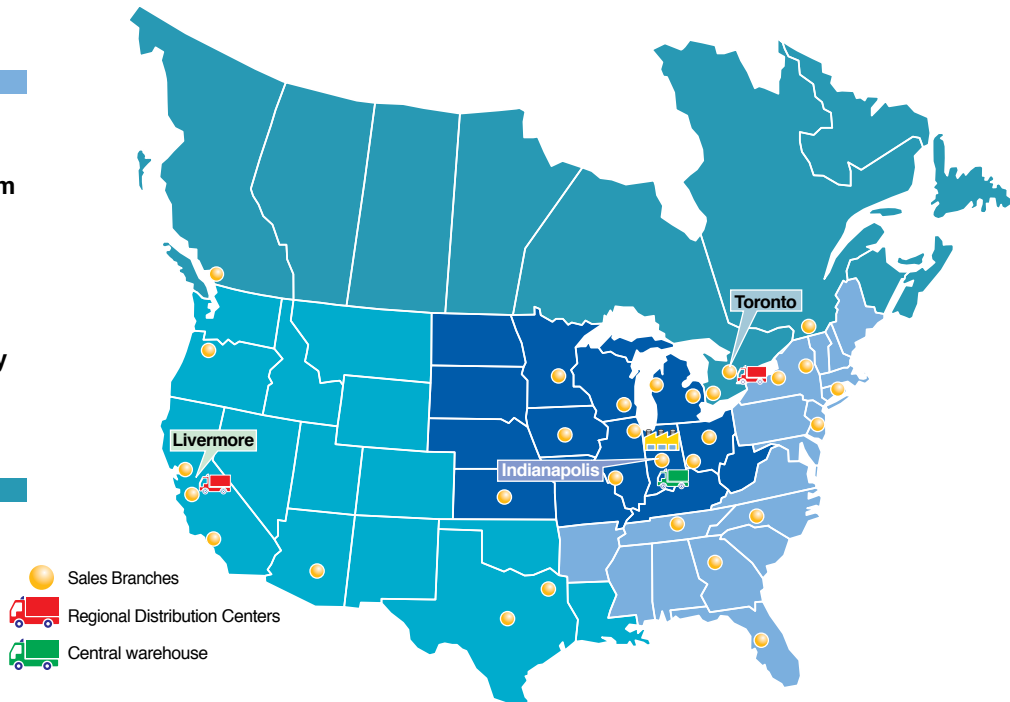 m
y
Toronto
Livermore
Indianapolis
Sales Branches
Regional Distribution Centers
Central warehouse